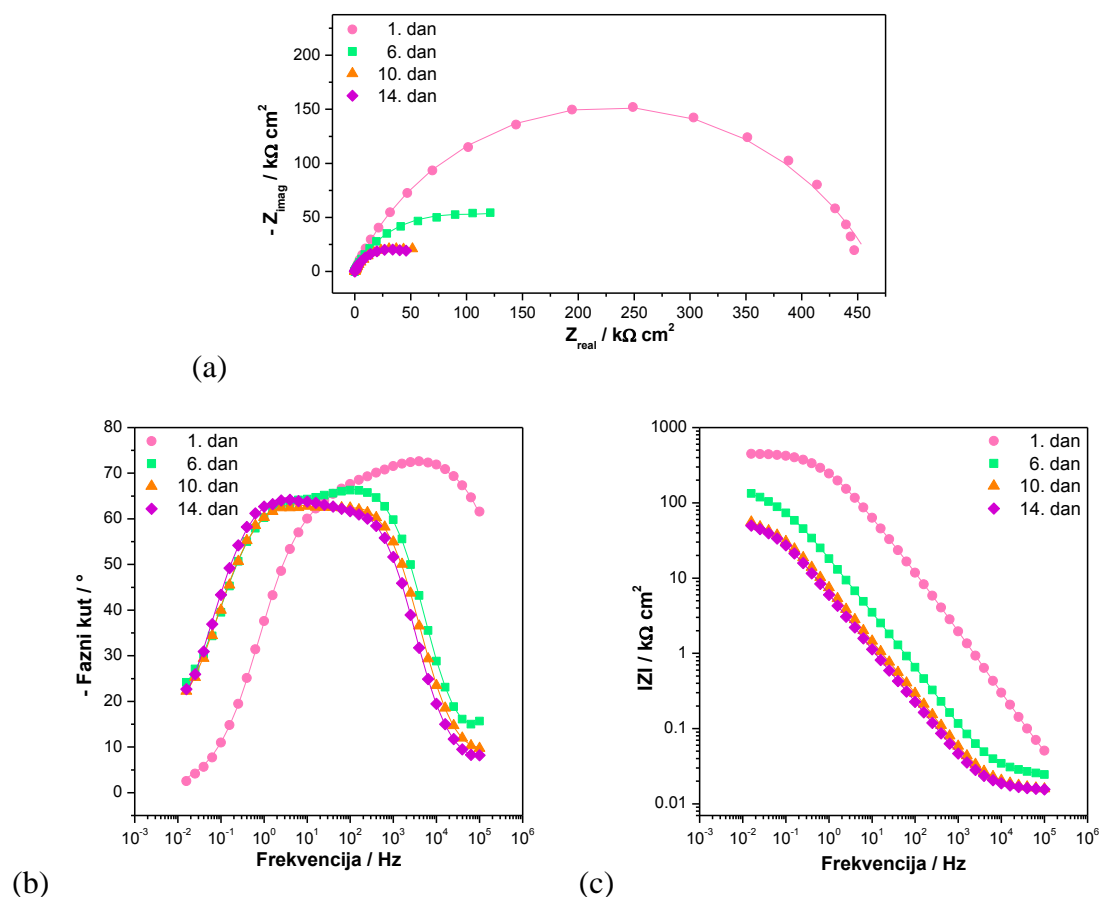 1. dan
6. dan
10. dan
14. dan
- Z_imag / kΩ cm²
225
200
150
100
50
0
0 50 100 150 200 250 300 350 400 450
Z_real / kΩ cm²
(a)
1. dan
6. dan
10. dan
14. dan
- Fazni kut / º
80
70
60
50
40
30
20
10
0
10⁻³ 10⁻² 10⁻¹ 10⁰ 10¹ 10² 10³ 10⁴ 10⁵ 10⁶
Frekvencija / Hz
(b)
1. dan
6. dan
10. dan
14. dan
IZI / kΩ cm²
1000
100
10
1
0.1
0.01
10⁻³ 10⁻² 10⁻¹ 10⁰ 10¹ 10² 10³ 10⁴ 10⁵ 10⁶
Frekvencija / Hz
(c)